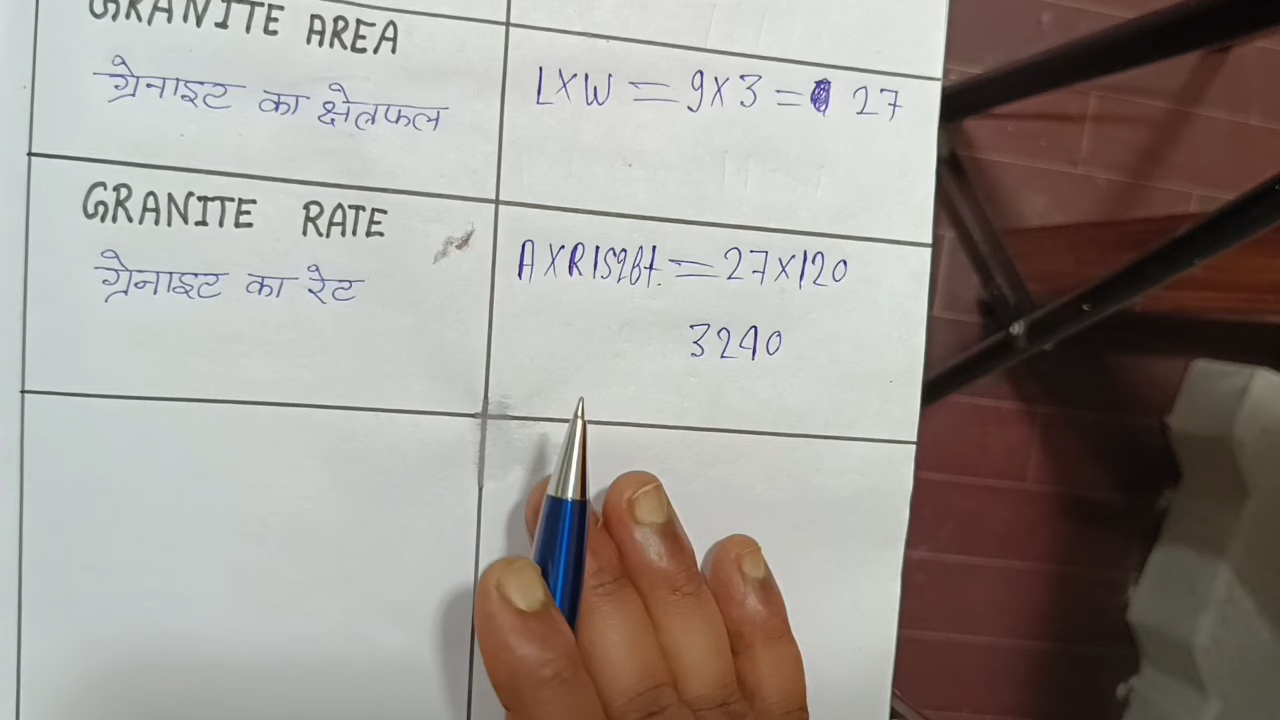 GRANITE AREA
ग्रेनाइट का क्षेत्रफल
L X W = 9 X 3 = 27
GRANITE RATE
ग्रेनाइट का रेट
A X R/Sqft. = 27 X 120
3240